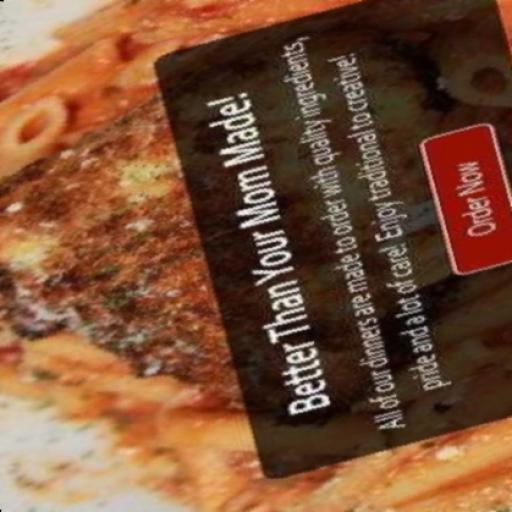 Better Than Your Mom Made!
All of our dinners are made to order with quality ingredients,
pride and a lot of care! Enjoy traditional to creative!
Order Now